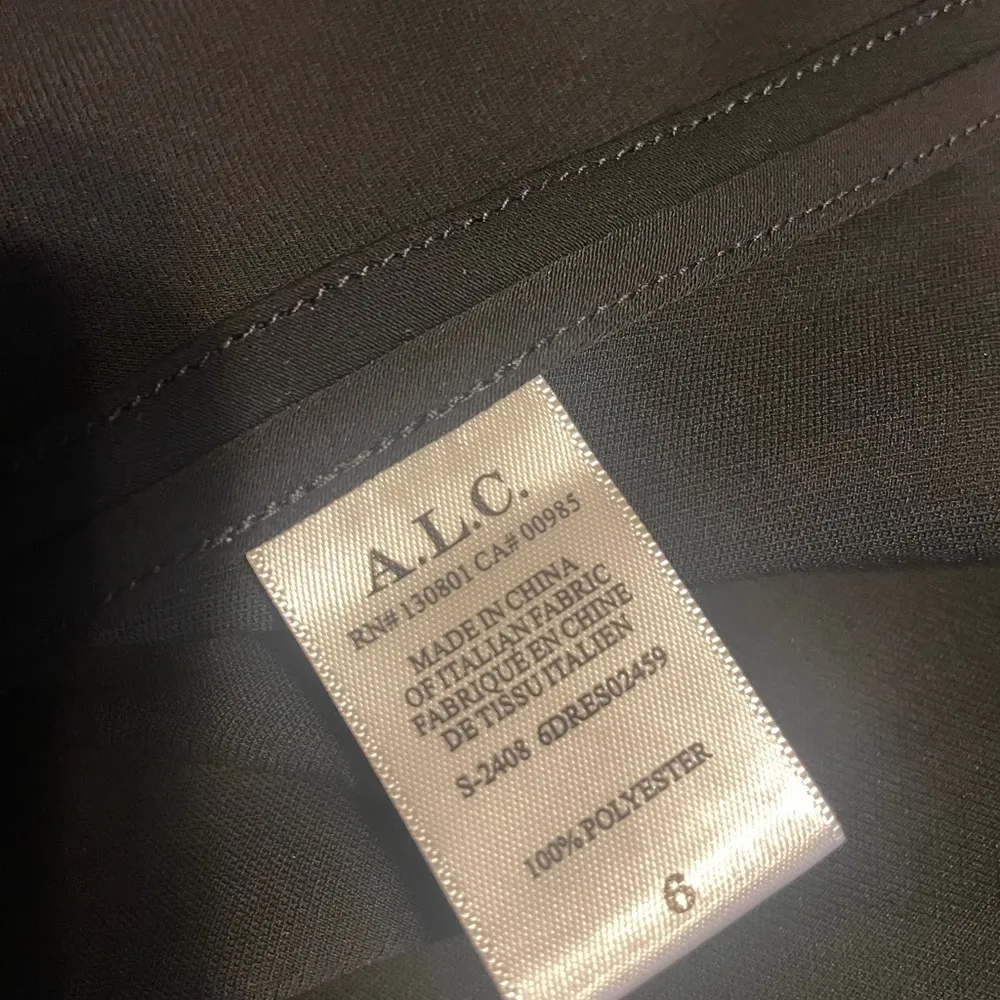 A.L.C.
RN# 130801 CA# 00985
MADE IN CHINA
OF ITALIAN FABRIC
FABRIQUE EN CHINE
DE TISSU ITALIEN
S-2408 6DRES02459
100% POLYESTER
6